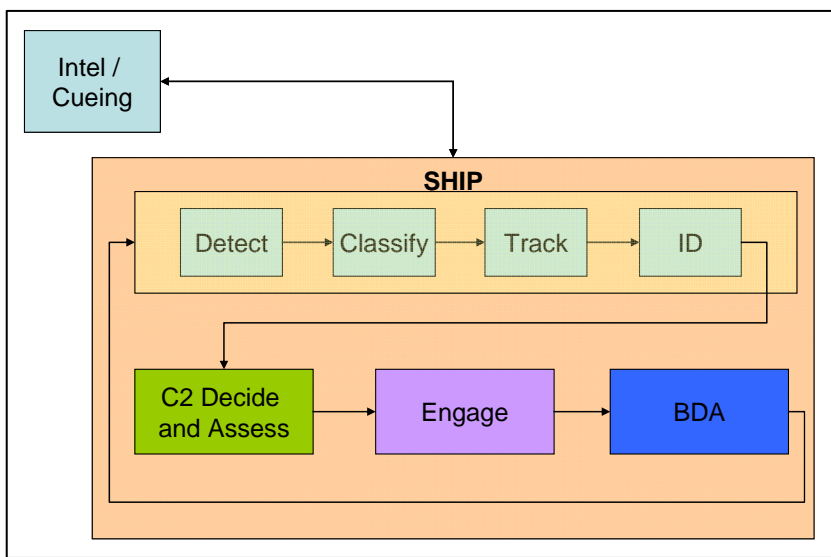 Intel /
Cueing
SHIP
Detect
Classify
Track
ID
C2 Decide
and Assess
Engage
BDA